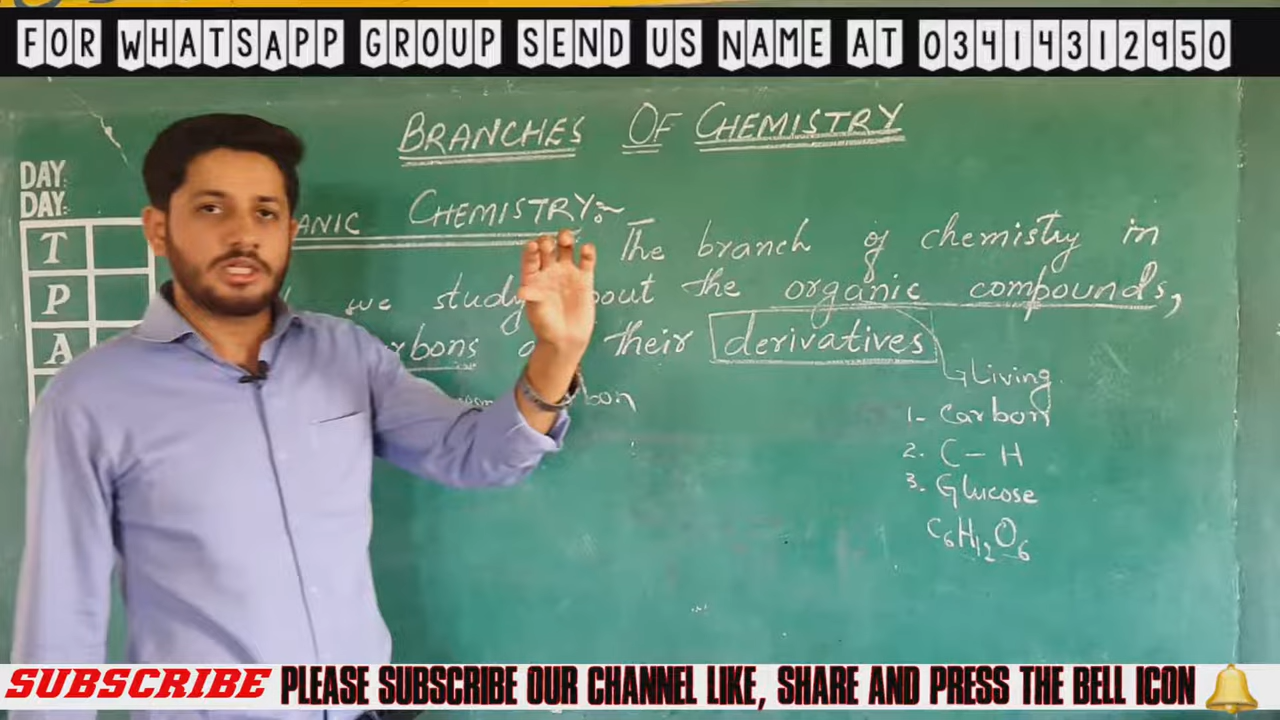 FOR WHATSAPP GROUP SEND US NAME AT 03414312950
BRANCHES OF CHEMISTRY
DAY:
DAY:
ANIC CHEMISTRY:~
The branch of chemistry in
T
we study bout the organic compounds,
P
rbons their derivatives
A
Living
bon
1. Carbon
2. C - H
3. Glucose
C6H12O6
SUBSCRIBE PLEASE SUBSCRIBE OUR CHANNEL LIKE, SHARE AND PRESS THE BELL ICON